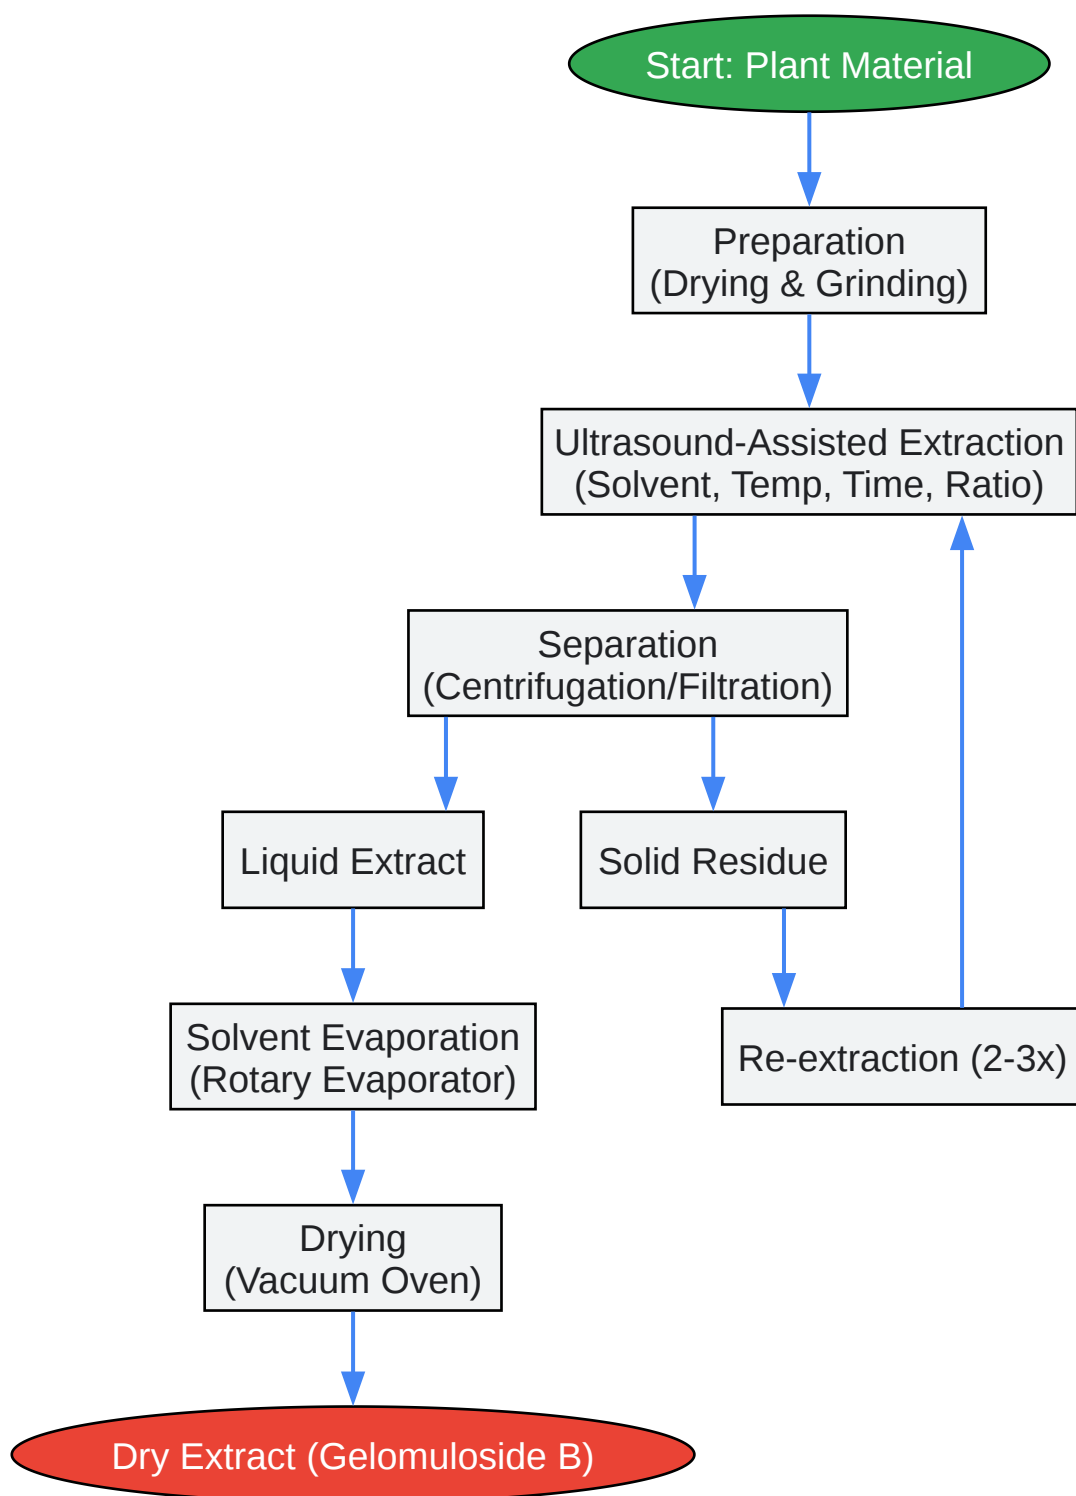 Start: Plant Material
Preparation
(Drying & Grinding)
Ultrasound-Assisted Extraction
(Solvent, Temp, Time, Ratio)
Separation
(Centrifugation/Filtration)
Liquid Extract
Solid Residue
Solvent Evaporation
(Rotary Evaporator)
Re-extraction (2-3x)
Drying
(Vacuum Oven)
Dry Extract (Gelomuloside B)